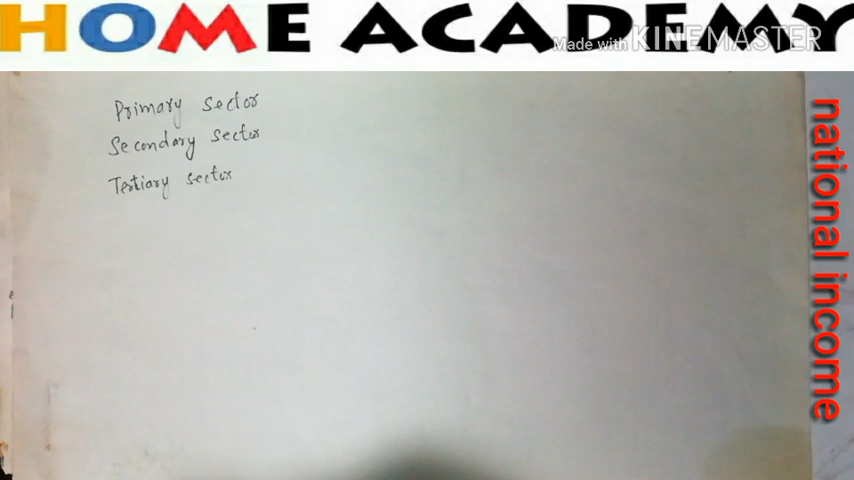 HOME ACADEMY
Made with KINEMASTER
Primary sector
Secondary sector
Tertiary sector
national income